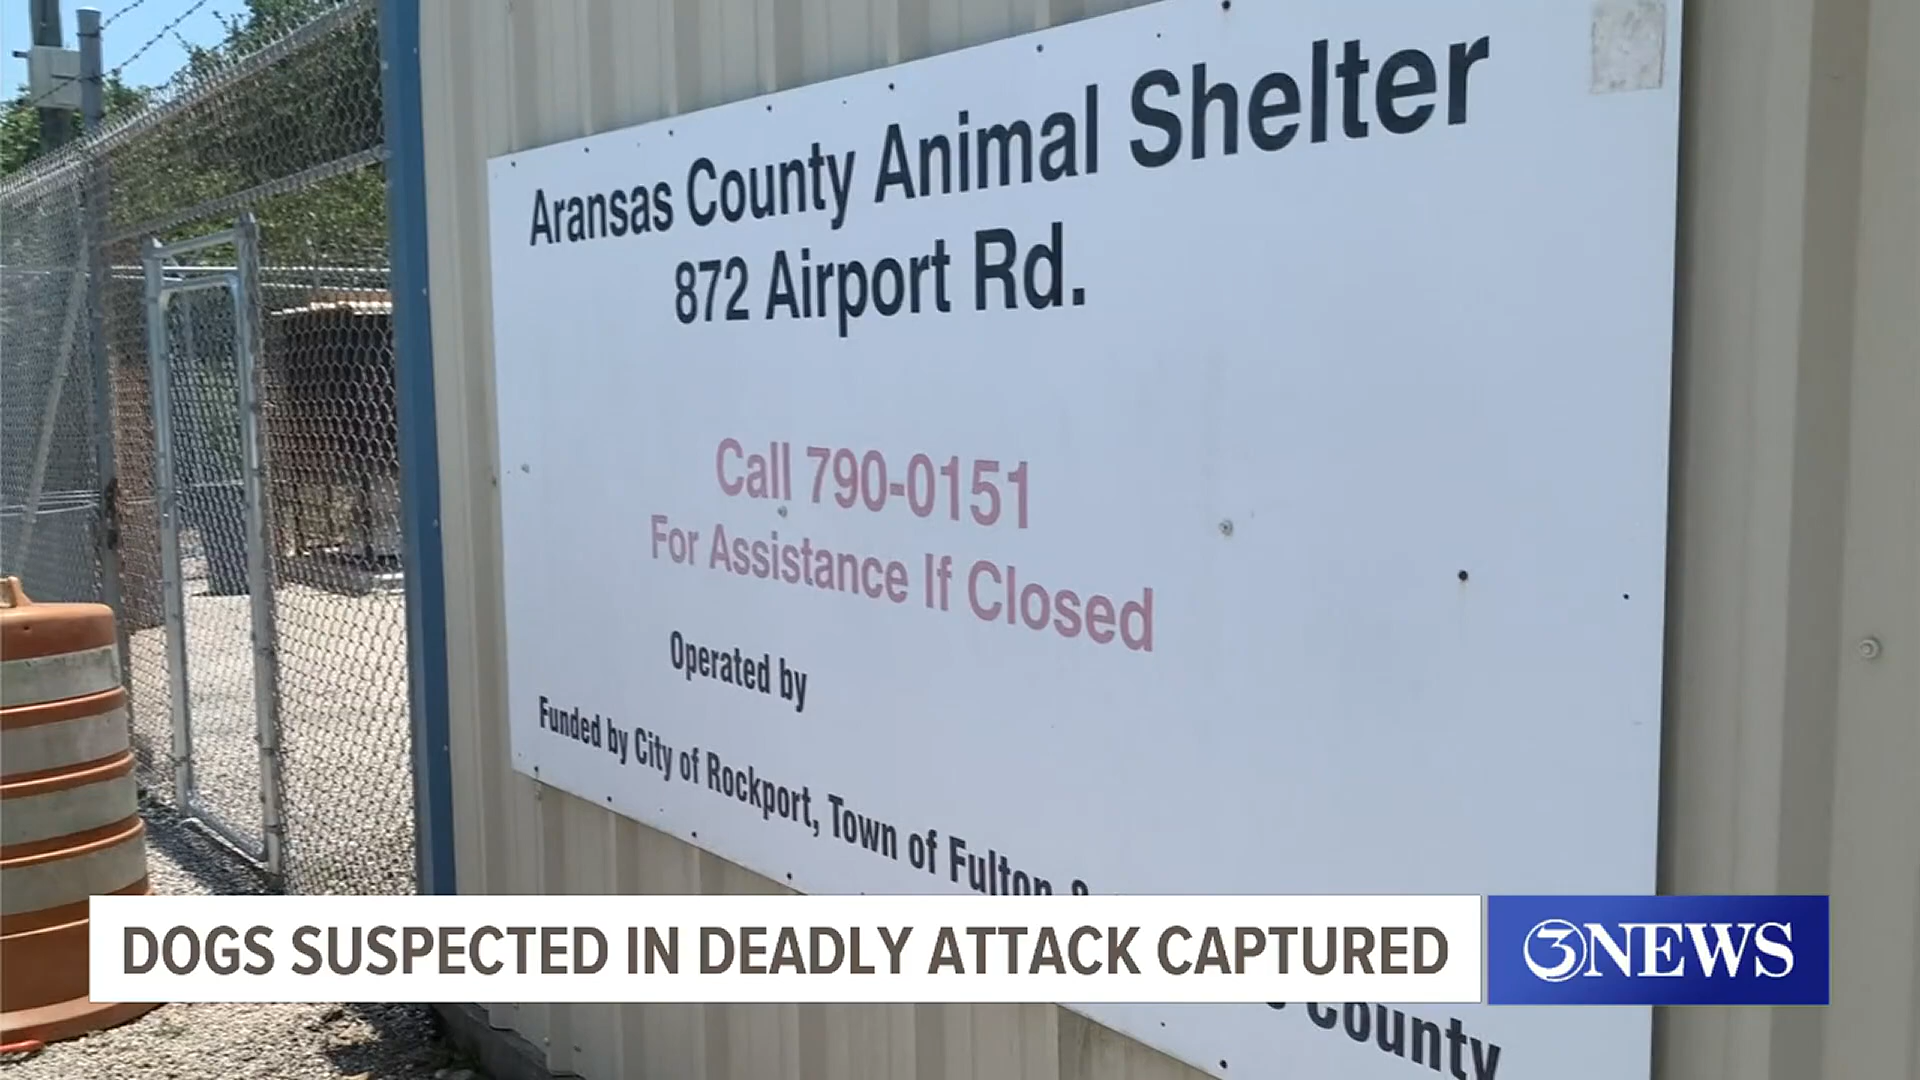 Aransas County Animal Shelter
872 Airport Rd.
Call 790-0151
For Assistance If Closed
Operated by
Funded by City of Rockport, Town of Fulton &
County
DOGS SUSPECTED IN DEADLY ATTACK CAPTURED
3NEWS